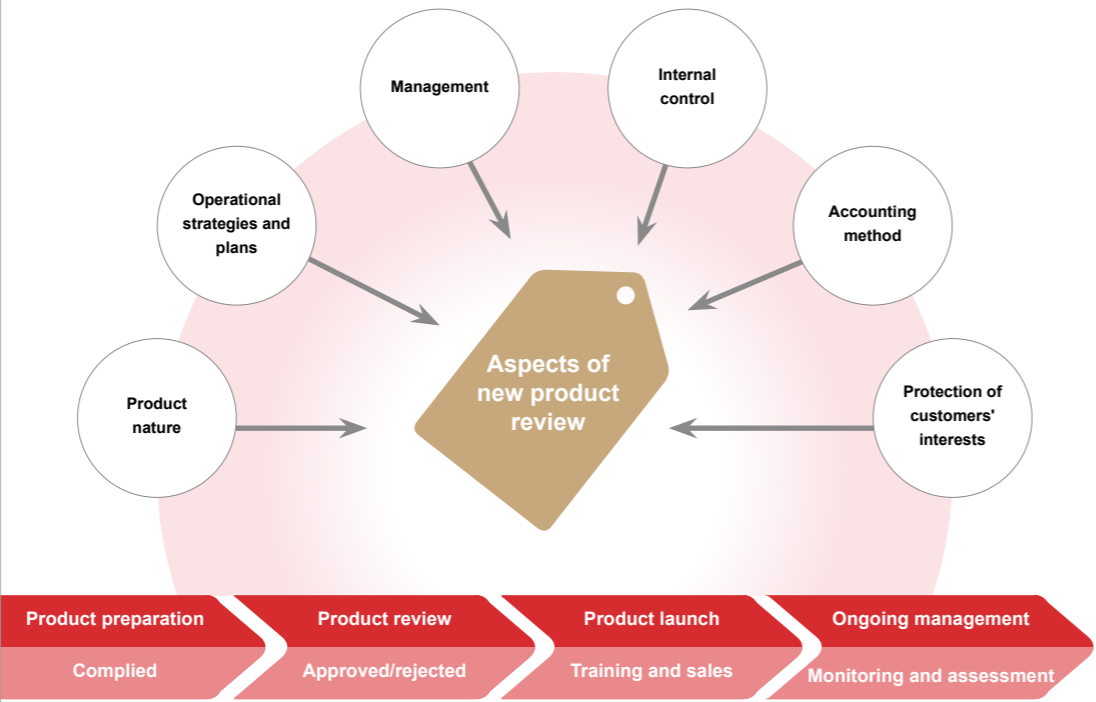 Management
Internal
control
Operational
strategies and
plans
Accounting
method
Product
nature
Protection of
customers'
interests
Aspects of
new product
review
Product preparation
Product review
Product launch
Ongoing management
Complied
Approved/rejected
Training and sales
Monitoring and assessment